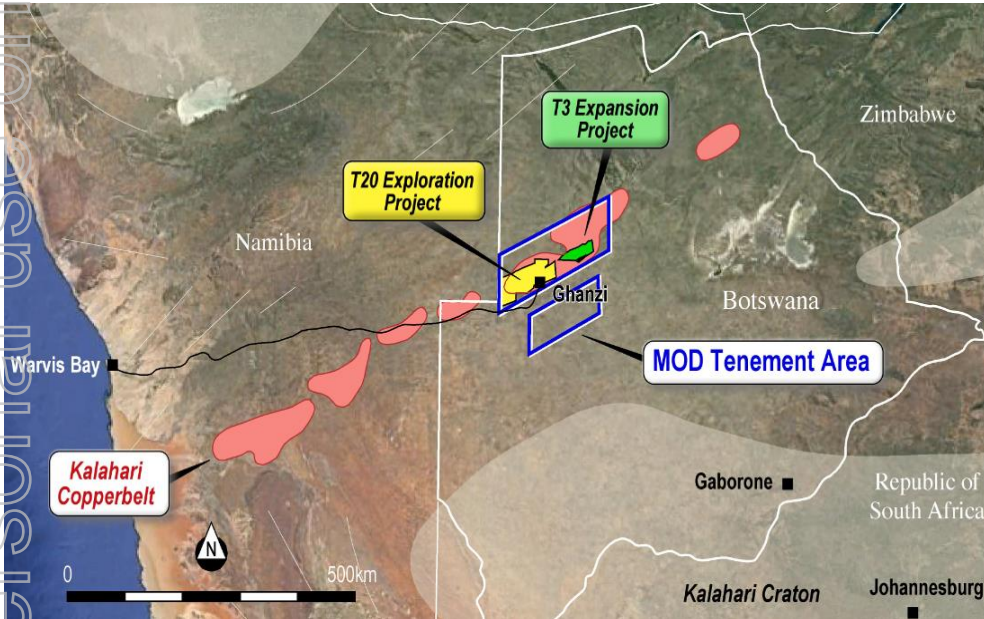 Zimbabwe
T3 Expansion
Project
T20 Exploration
Project
Namibia
Ghanzi
Botswana
Warvis Bay
MOD Tenement Area
Kalahari
Copperbelt
Gaborone
Republic of
South Africa
N
0 500km
Kalahari Craton
Johannesburg